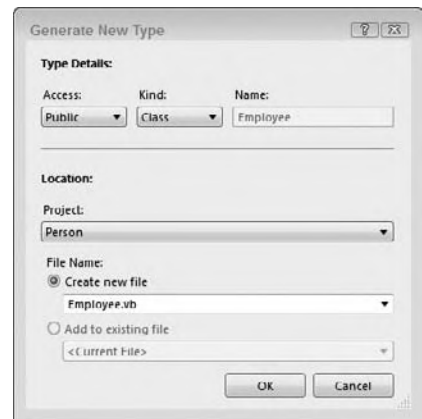 Generate New Type
Type Details:
Access: Kind: Name:
Public Class Employee
Location:
Project:
Person
File Name:
Create new file
Employee.vb
Add to existing file
<Current File>
OK Cancel